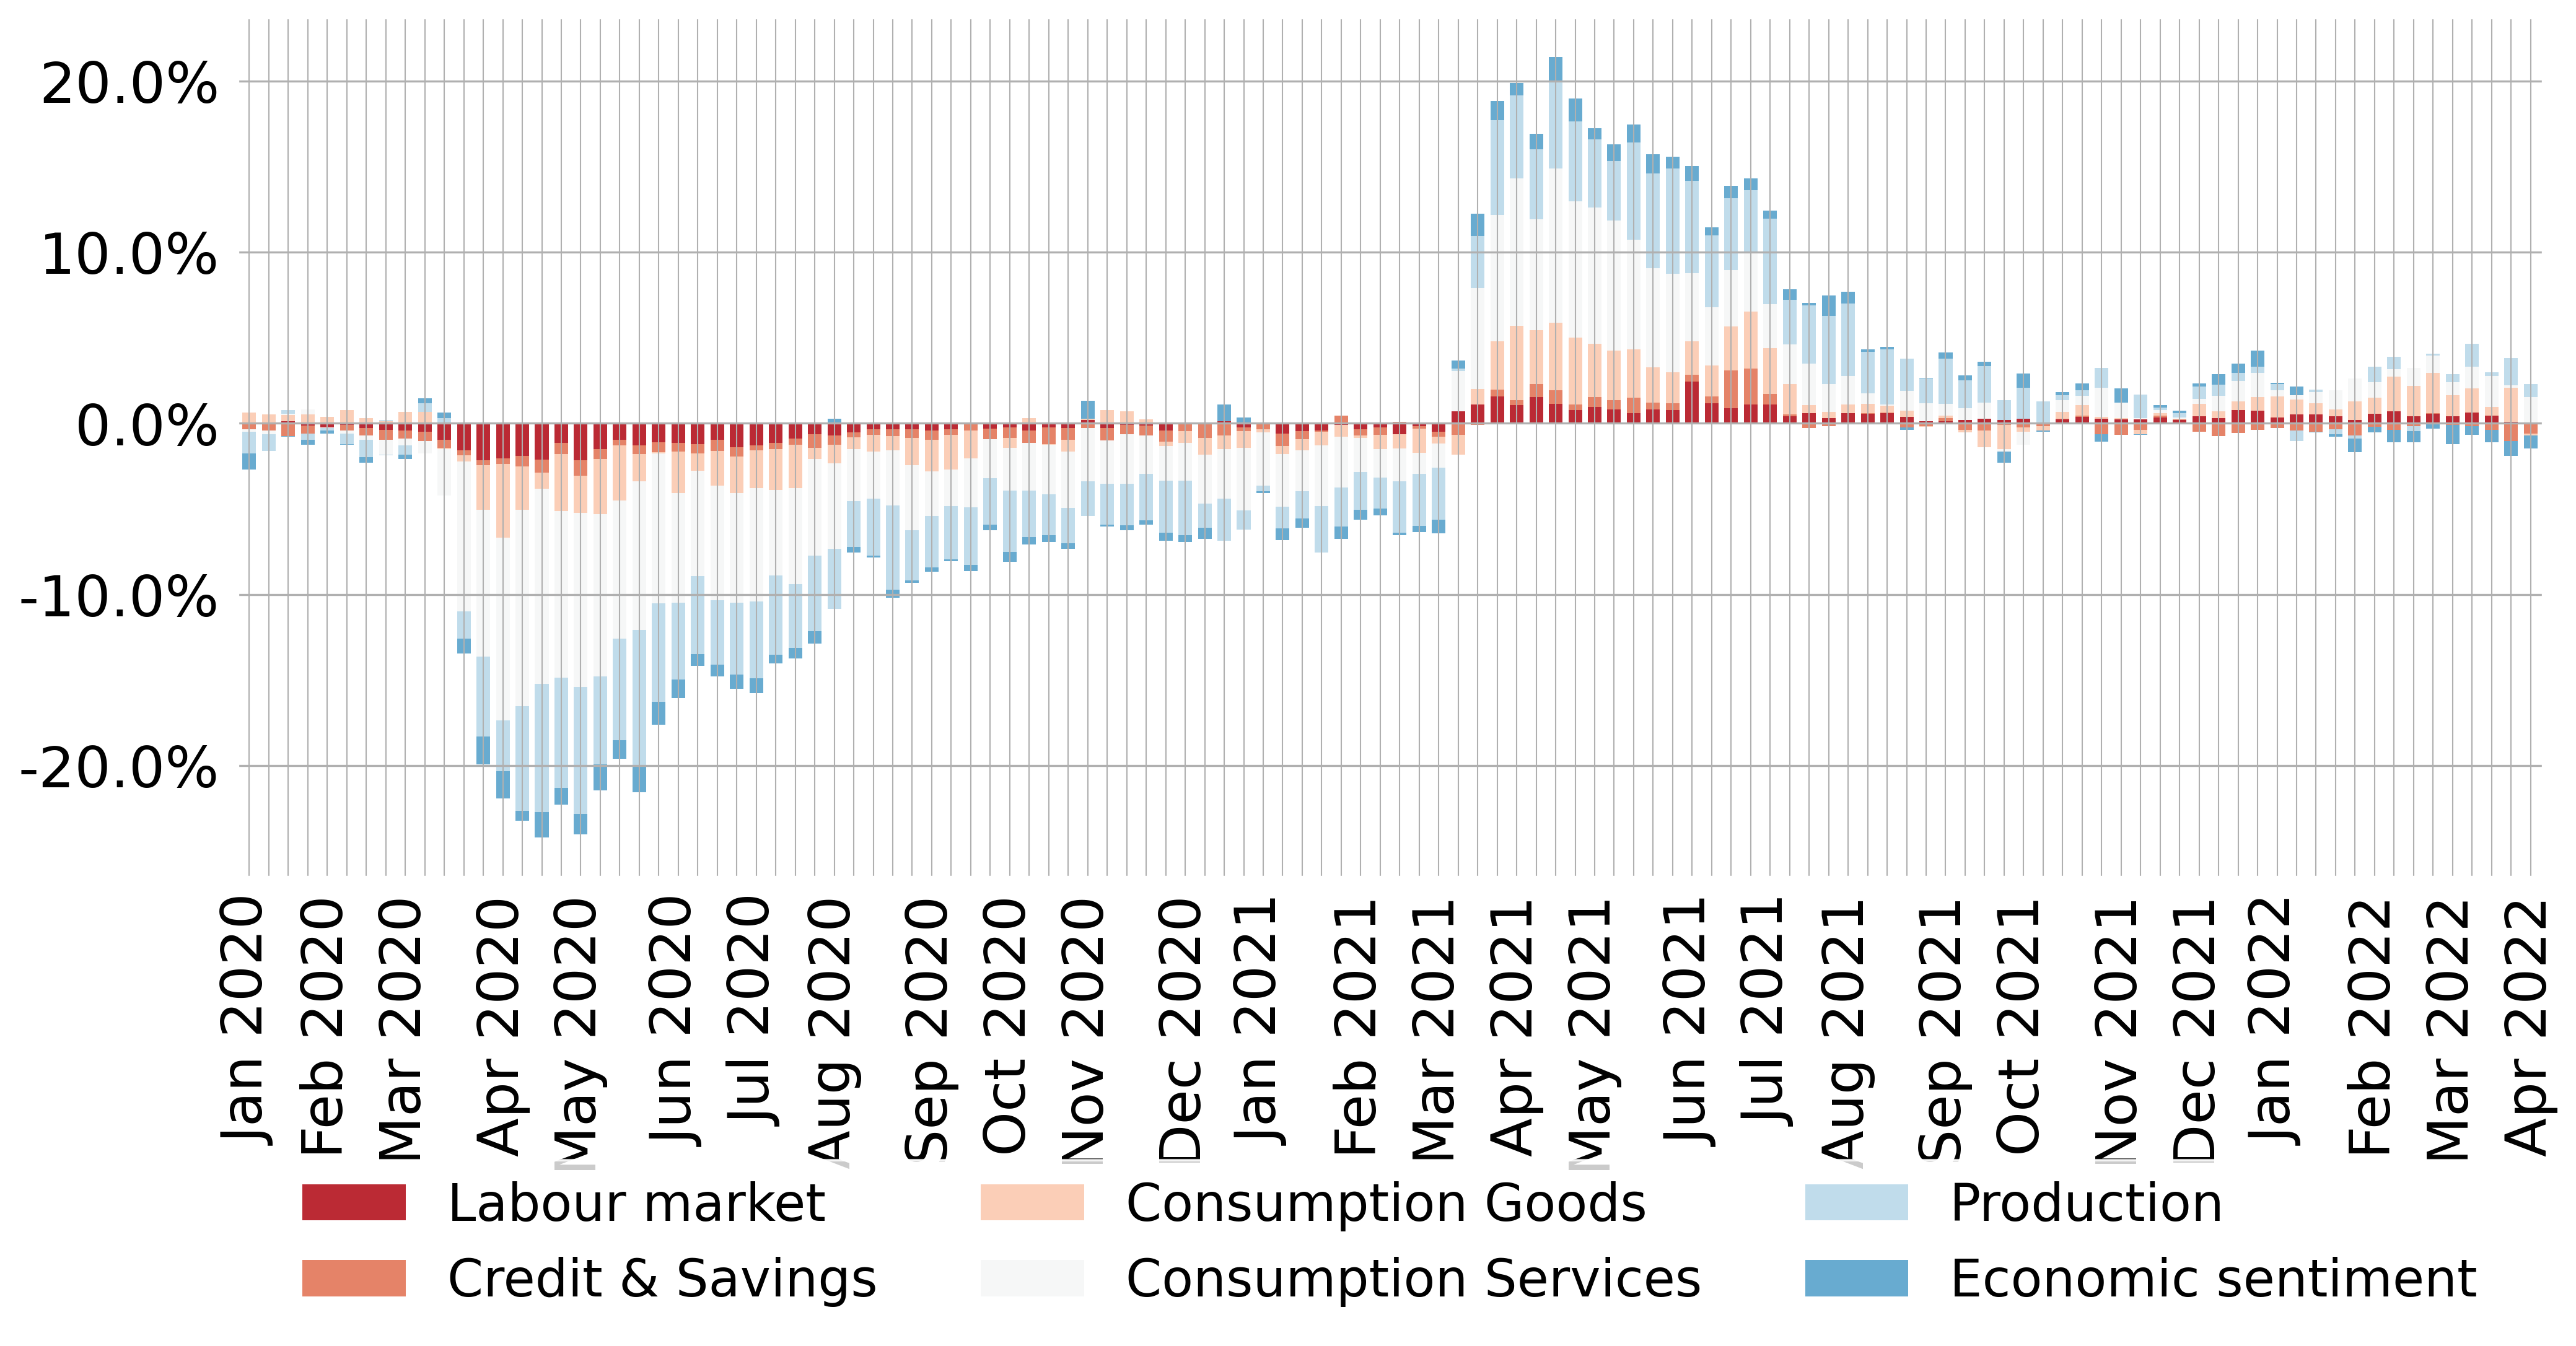 20.0%
10.0%
0.0%
-10.0%
-20.0%
Jan 2020
Feb 2020
Mar 2020
Apr 2020
May 2020
Jun 2020
Jul 2020
Aug 2020
Sep 2020
Oct 2020
Nov 2020
Dec 2020
Jan 2021
Feb 2021
Mar 2021
Apr 2021
May 2021
Jun 2021
Jul 2021
Aug 2021
Sep 2021
Oct 2021
Nov 2021
Dec 2021
Jan 2022
Feb 2022
Mar 2022
Apr 2022
Labour market
Credit & Savings
Consumption Goods
Consumption Services
Production
Economic sentiment